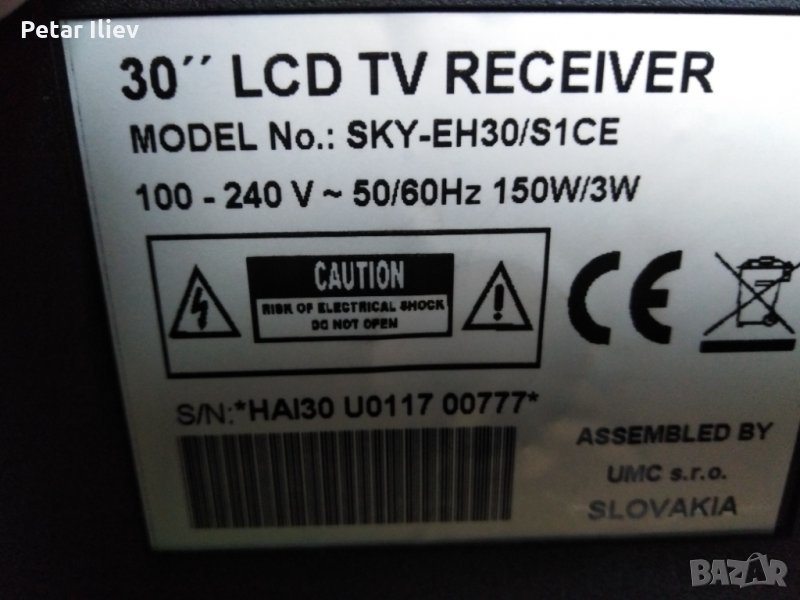 Petar Iliev
30´´ LCD TV RECEIVER
MODEL No.: SKY-EH30/S1CE
100 - 240 V ~ 50/60Hz 150W/3W
CAUTION
RISK OF ELECTRICAL SHOCK
DO NOT OPEN
CE
S/N:*HAI30 U0117 00777*
ASSEMBLED BY
UMC s.r.o.
SLOVAKIA
BAZAR